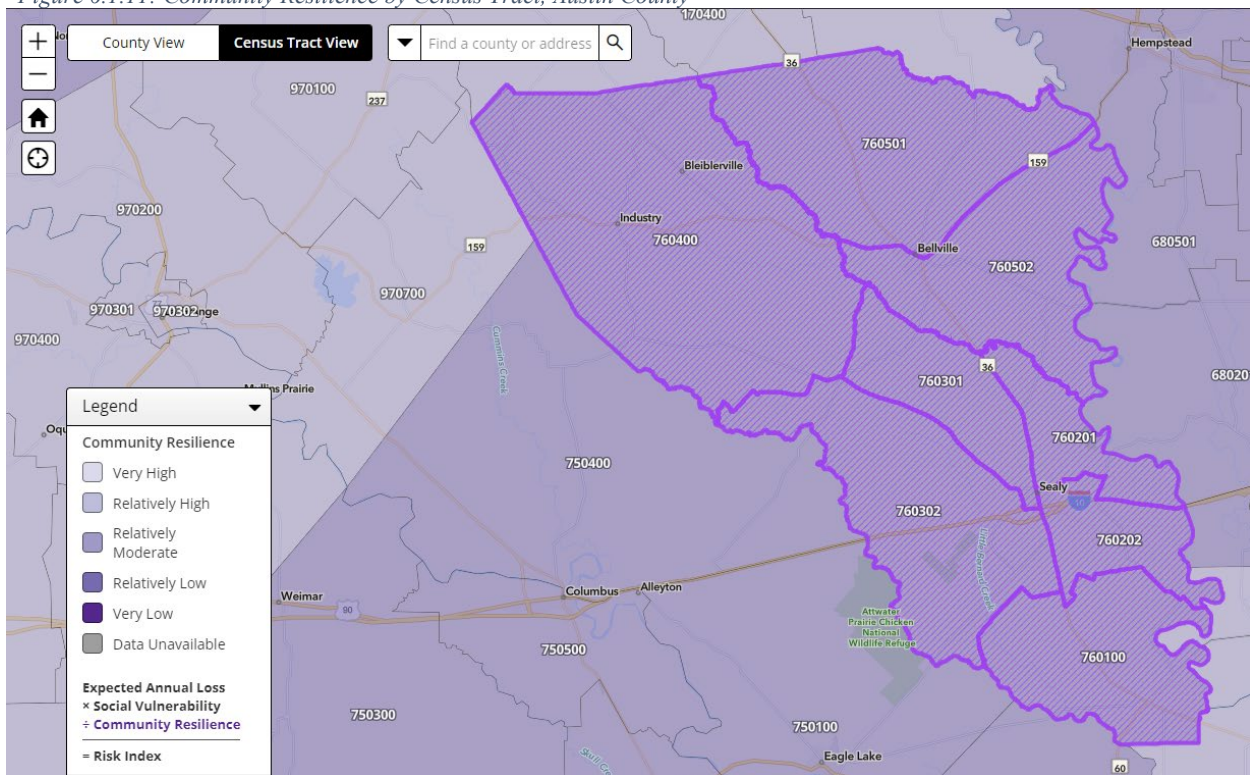 Figure 6.1.11: Community Resilience by Census Tract, Austin County
170400
+
County View
Census Tract View
Find a county or address
−
36
Hempstead
970100
237
760501
Bleiblerville
159
970200
Industry
760400
159
Bellville
680501
760502
970700
970301
970302
nge
970400
Cummins Creek
36
760301
Mullins Prairie
68020
Legend
Community Resilience
Very High
Relatively High
Relatively
Moderate
Relatively Low
Very Low
Data Unavailable
Expected Annual Loss
× Social Vulnerability
÷ Community Resilience
= Risk Index
760201
750400
Sealy
760302
760202
Columbus
Alleyton
Weimar
90
Attwater
Prairie Chicken
National
Wildlife Refuge
750500
760100
750300
750100
Eagle Lake
60